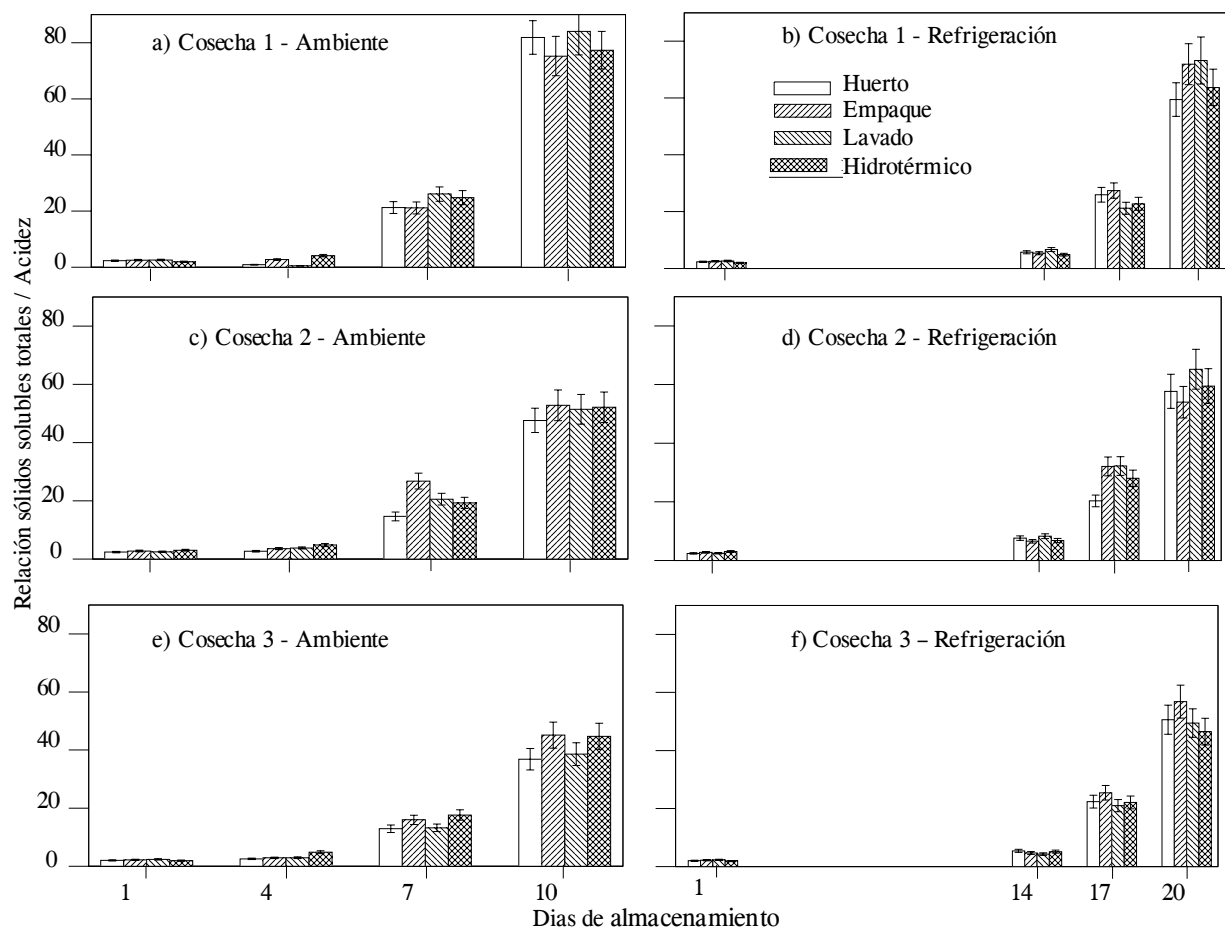 Relación sólidos solubles totales / Acidez
a) Cosecha 1 - Ambiente
80
60
40
20
0
b) Cosecha 1 - Refrigeración
Huerto
Empaque
Lavado
Hidrotérmico
c) Cosecha 2 - Ambiente
80
60
40
20
0
d) Cosecha 2 - Refrigeración
e) Cosecha 3 - Ambiente
80
60
40
20
0
f) Cosecha 3 – Refrigeración
1 4 7 10
1 14 17 20
Dias de almacenamiento